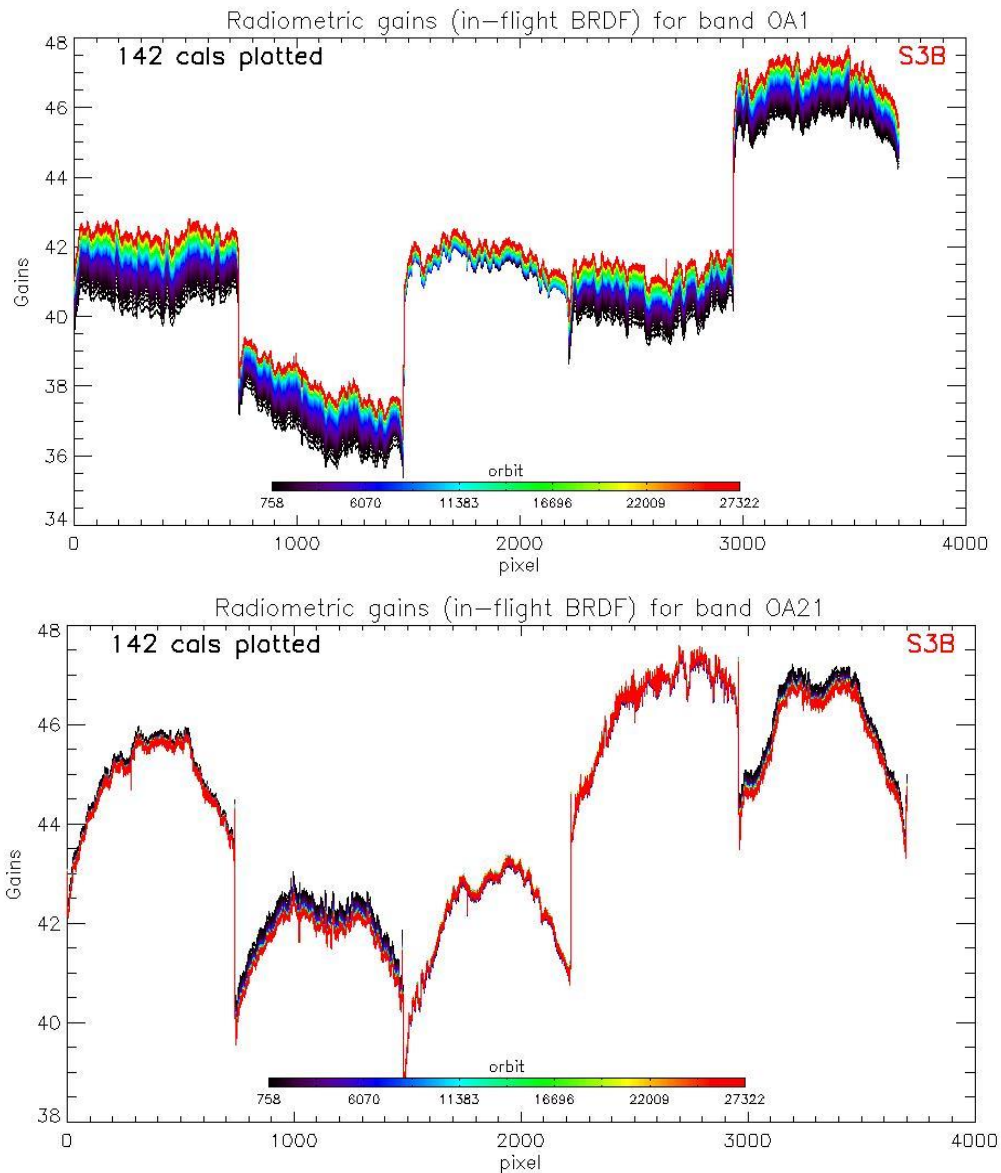 Radiometric gains (in-flight BRDF) for band OA1
142 cals plotted
S3B
48
46
44
42
40
38
36
34
Gains
orbit
758 6070 11383 16696 22009 27322
0 1000 2000 3000 4000
pixel
Radiometric gains (in-flight BRDF) for band OA21
142 cals plotted
S3B
48
46
44
42
40
38
Gains
orbit
758 6070 11383 16696 22009 27322
0 1000 2000 3000 4000
pixel